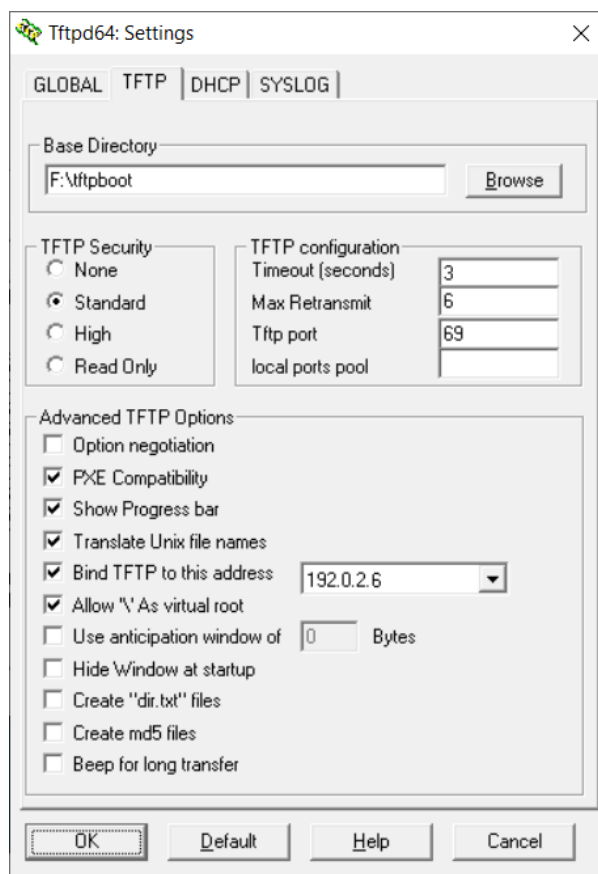 Tftpd64: Settings
GLOBAL TFTP DHCP SYSLOG
Base Directory
F:\tftpboot Browse
TFTP Security
None
Standard
High
Read Only
TFTP configuration
Timeout (seconds) 3
Max Retransmit 6
Tftp port 69
local ports pool
Advanced TFTP Options
Option negotiation
PXE Compatibility
Show Progress bar
Translate Unix file names
Bind TFTP to this address 192.0.2.6
Allow '\' As virtual root
Use anticipation window of 0 Bytes
Hide Window at startup
Create "dir.txt" files
Create md5 files
Beep for long transfer
OK Default Help Cancel